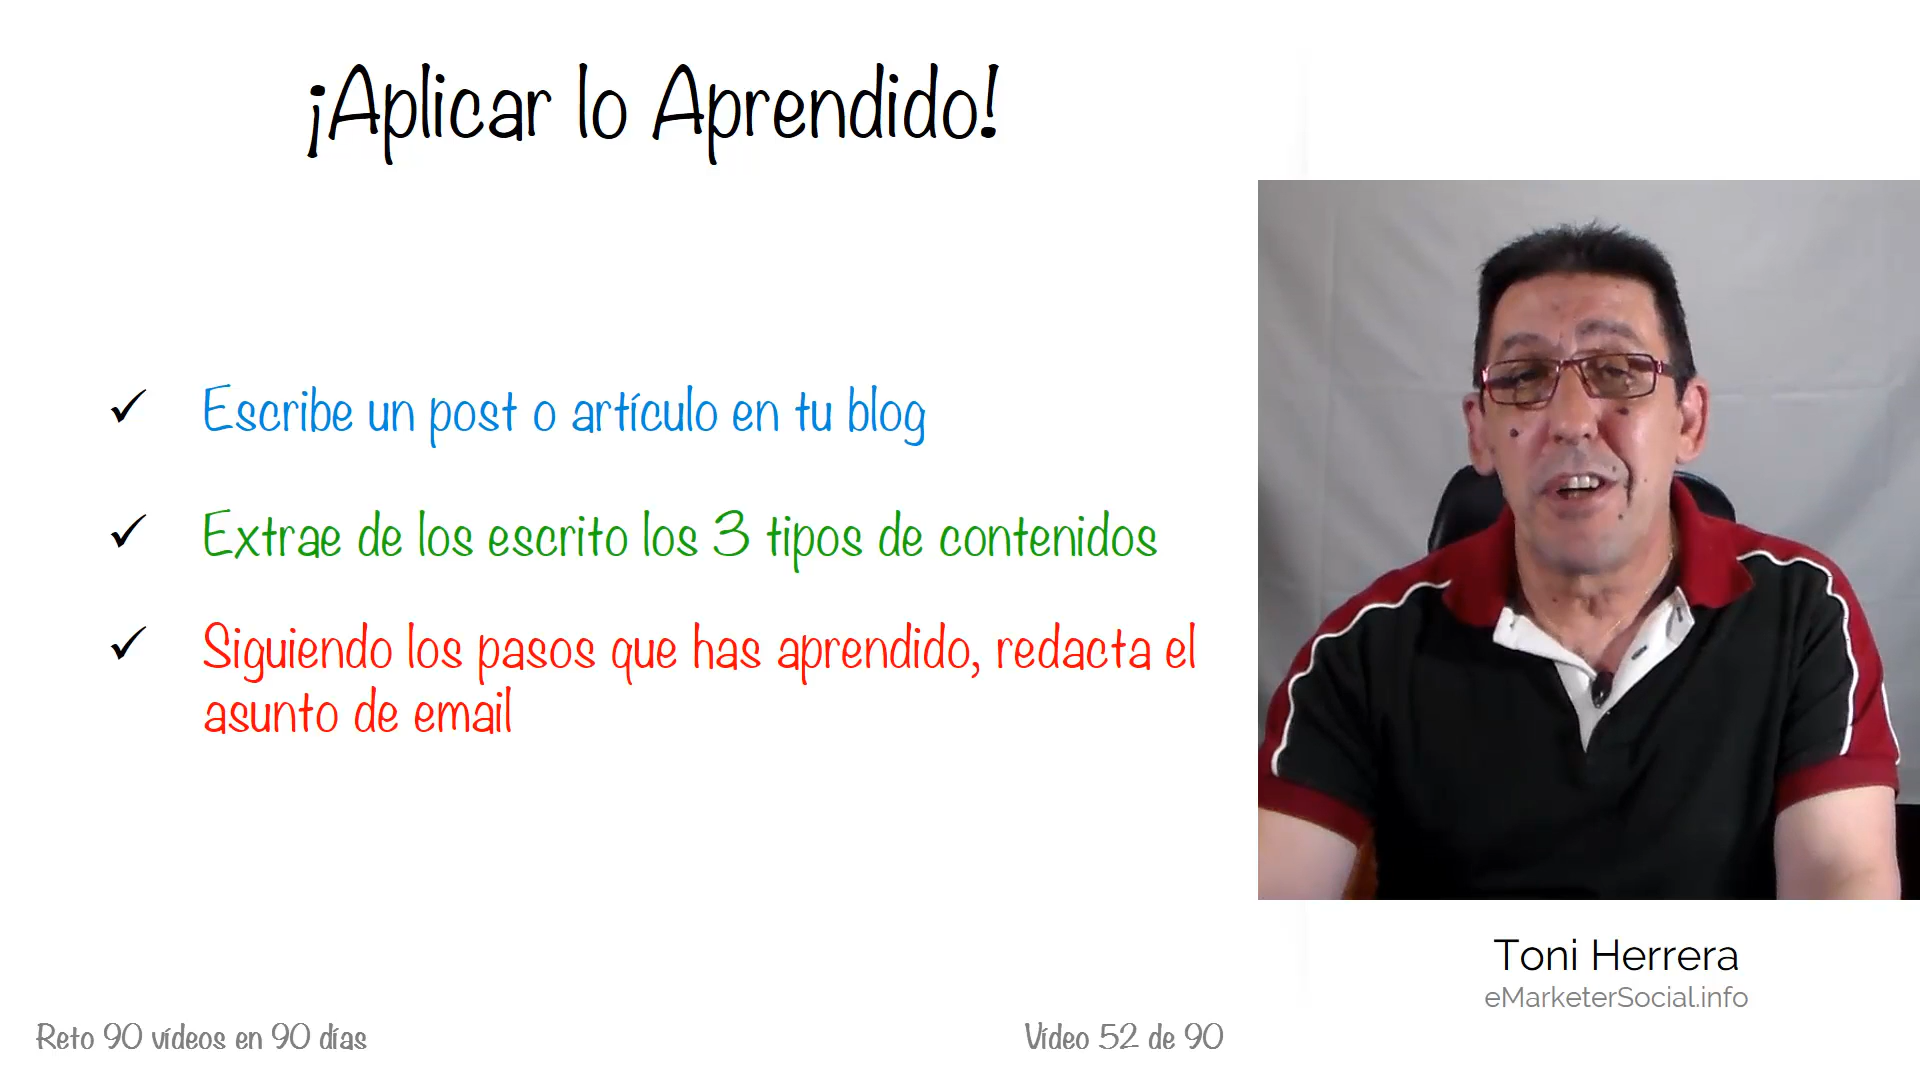 ¡Aplicar lo Aprendido!
Escribe un post o artículo en tu blog
Extrae de los escrito los 3 tipos de contenidos
Siguiendo los pasos que has aprendido, redacta el
asunto de email
Toni Herrera
eMarketerSocial.info
Reto 90 vídeos en 90 días
Vídeo 52 de 90